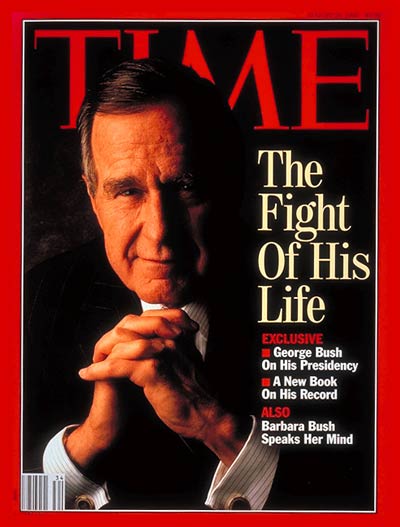 TIME
The
Fight
Of His
Life
EXCLUSIVE
George Bush
On His Presidency
A New Book
On His Record
ALSO
Barbara Bush
Speaks Her Mind
34